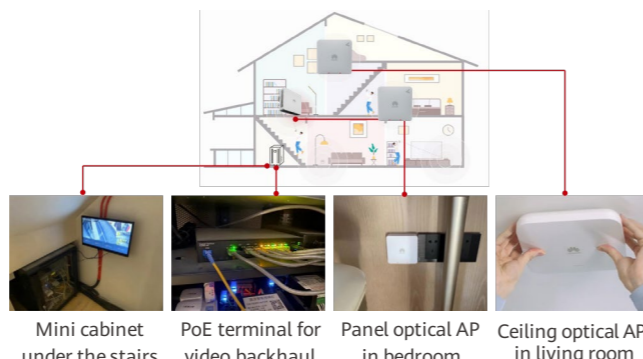 Mini cabinet
under the stairs
PoE terminal for
video backhaul
Panel optical AP
in bedroom
Ceiling optical AP
in living room